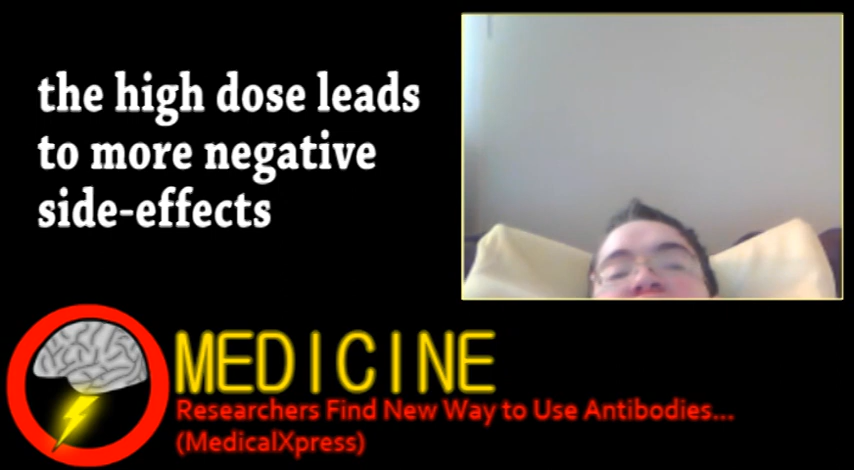 the high dose leads
to more negative
side-effects
MEDICINE
Researchers Find New Way to Use Antibodies...
(MedicalXpress)